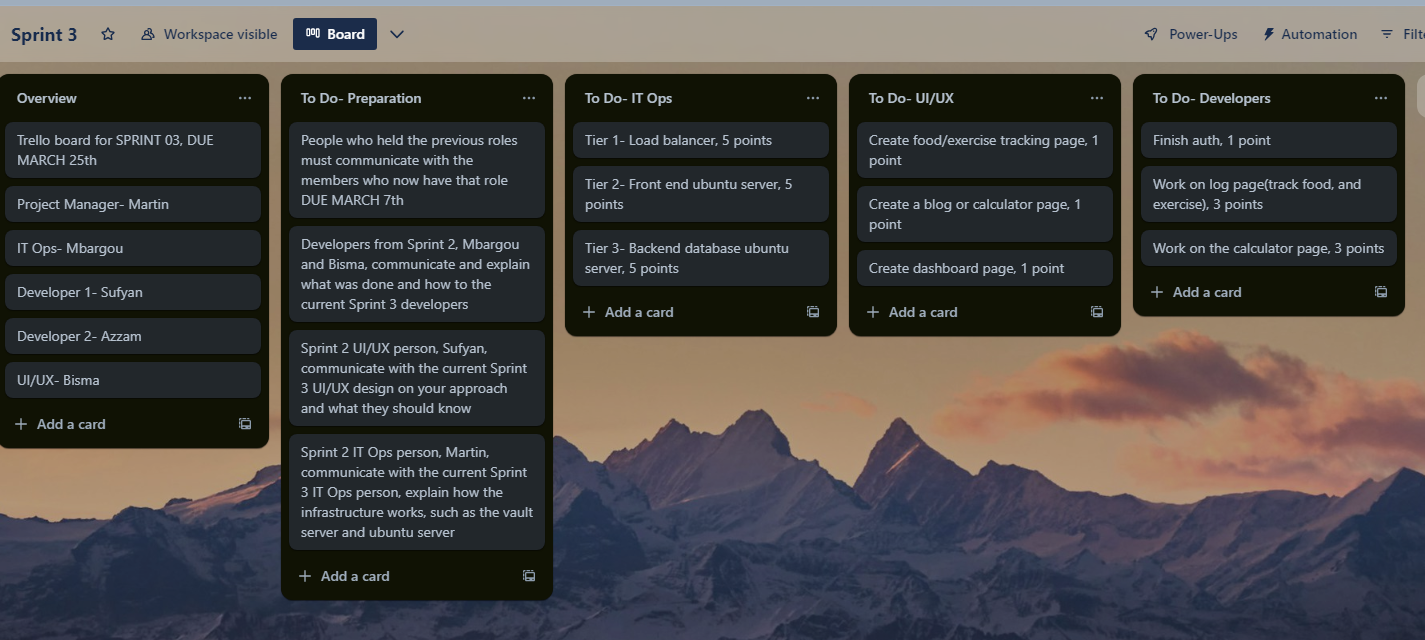 Sprint 3
Workspace visible
Board
Power-Ups
Automation
Overview
Trello board for SPRINT 03, DUE
MARCH 25th
Project Manager- Martin
IT Ops- Mbargou
Developer 1- Sufyan
Developer 2- Azzam
UI/UX- Bisma
Add a card
To Do- Preparation
People who held the previous roles
must communicate with the
members who now have that role
DUE MARCH 7th
Developers from Sprint 2, Mbargou
and Bisma, communicate and explain
what was done and how to the
current Sprint 3 developers
Sprint 2 UI/UX person, Sufyan,
communicate with the current Sprint
3 UI/UX design on your approach
and what they should know
Sprint 2 IT Ops person, Martin,
communicate with the current Sprint
3 IT Ops person, explain how the
infrastructure works, such as the vault
server and ubuntu server
Add a card
To Do- IT Ops
Tier 1- Load balancer, 5 points
Tier 2- Front end ubuntu server, 5
points
Tier 3- Backend database ubuntu
server, 5 points
Add a card
To Do- UI/UX
Create food/exercise tracking page, 1
point
Create a blog or calculator page, 1
point
Create dashboard page, 1 point
Add a card
To Do- Developers
Finish auth, 1 point
Work on log page(track food, and
exercise), 3 points
Work on the calculator page, 3 points
Add a card